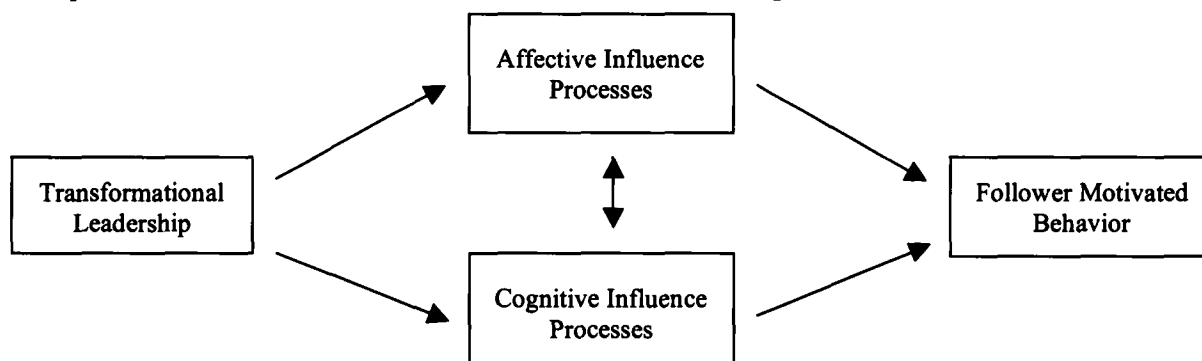 Affective Influence
Processes
Transformational
Leadership
Follower Motivated
Behavior
Cognitive Influence
Processes